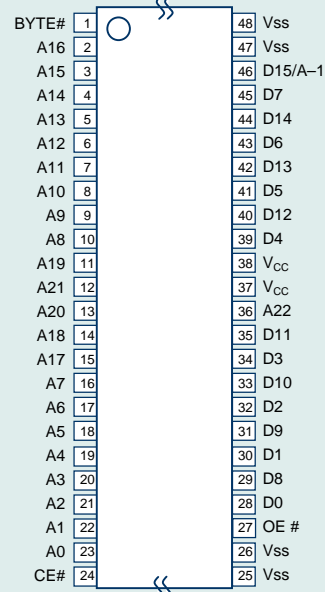 BYTE# 1 48 Vss
A16 2 47 Vss
A15 3 46 D15/A–1
A14 4 45 D7
A13 5 44 D14
A12 6 43 D6
A11 7 42 D13
A10 8 41 D5
A9 9 40 D12
A8 10 39 D4
A19 11 38 VCC
A21 12 37 VCC
A20 13 36 A22
A18 14 35 D11
A17 15 34 D3
A7 16 33 D10
A6 17 32 D2
A5 18 31 D9
A4 19 30 D1
A3 20 29 D8
A2 21 28 D0
A1 22 27 OE #
A0 23 26 Vss
CE# 24 25 Vss